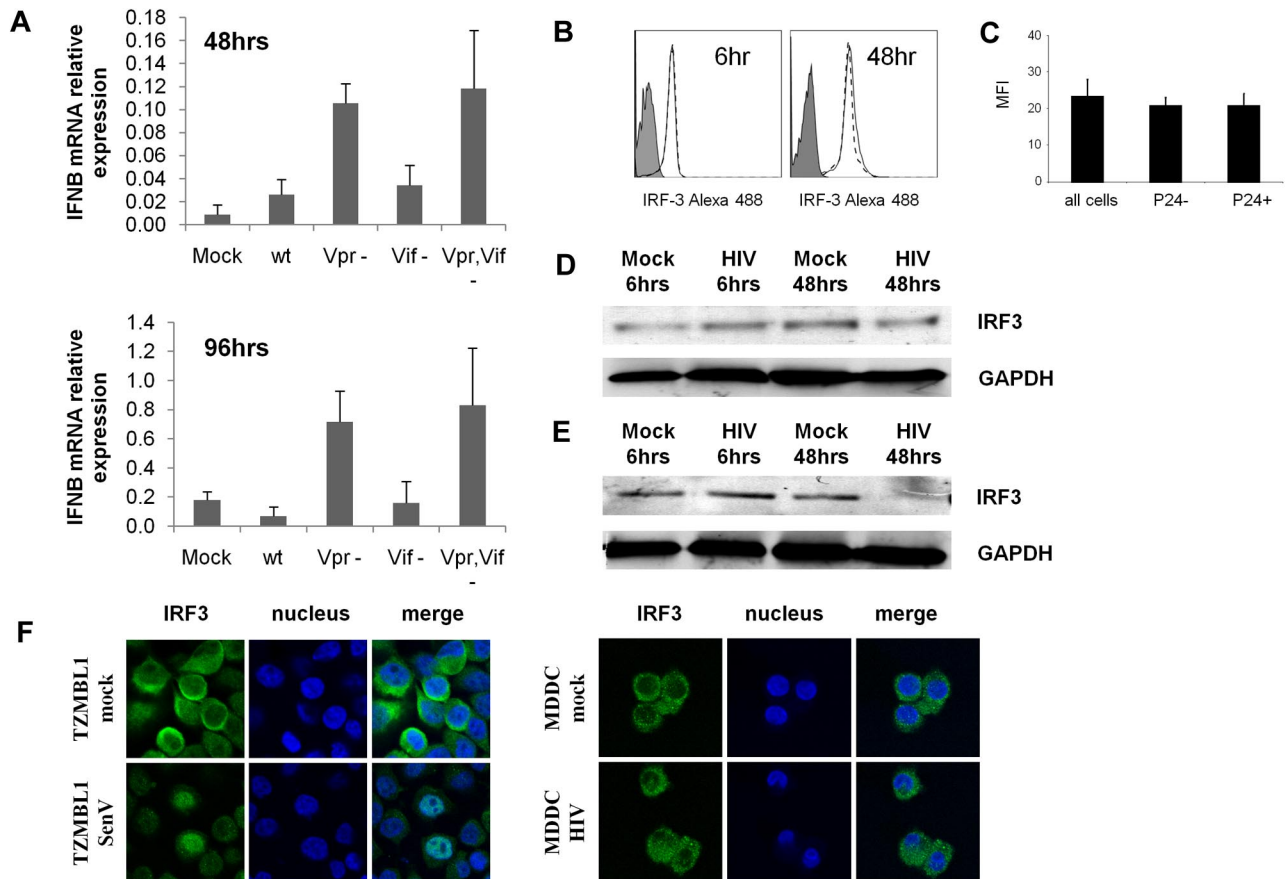 A
48hrs
IFNB mRNA relative
expression
0.18
0.16
0.14
0.12
0.10
0.08
0.06
0.04
0.02
0.00
Mock wt Vpr - Vif - Vpr,Vif
-
96hrs
IFNB mRNA relative
expression
1.4
1.2
1.0
0.8
0.6
0.4
0.2
0.0
Mock wt Vpr - Vif - Vpr,Vif
-
B
6hr
48hr
IRF-3 Alexa 488
IRF-3 Alexa 488
C
MFI
40
30
20
10
0
all cells P24- P24+
D
Mock HIV Mock HIV
6hrs 6hrs 48hrs 48hrs
IRF3
GAPDH
E
Mock HIV Mock HIV
6hrs 6hrs 48hrs 48hrs
IRF3
GAPDH
F
IRF3 nucleus merge
TZMBL1
mock
TZMBL1
SenV
IRF3 nucleus merge
MDDC
mock
MDDC
HIV